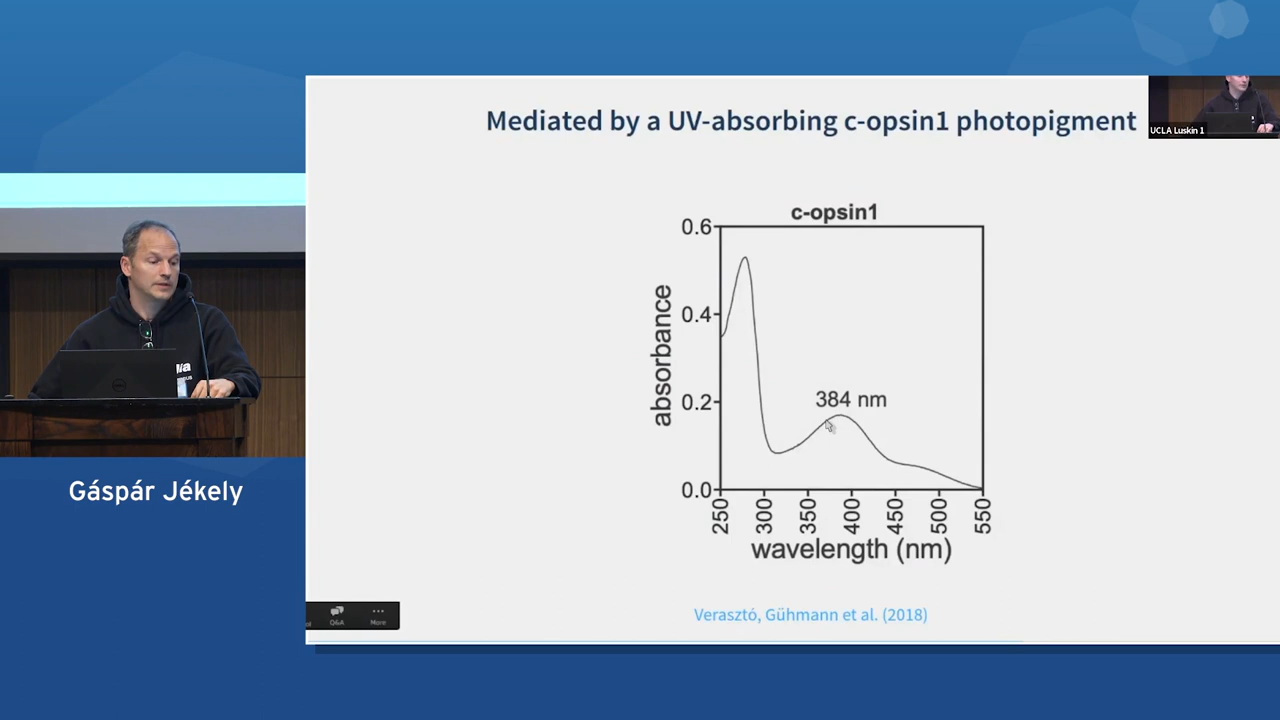 Mediated by a UV-absorbing c-opsin1 photopigment
UCLA Luskin 1
c-opsin1
absorbance
0.6
0.4
0.2
0.0
384 nm
250
300
350
400
450
500
550
wavelength (nm)
Verasztó, Gühmann et al. (2018)
Q&A
More
Gáspár Jékely